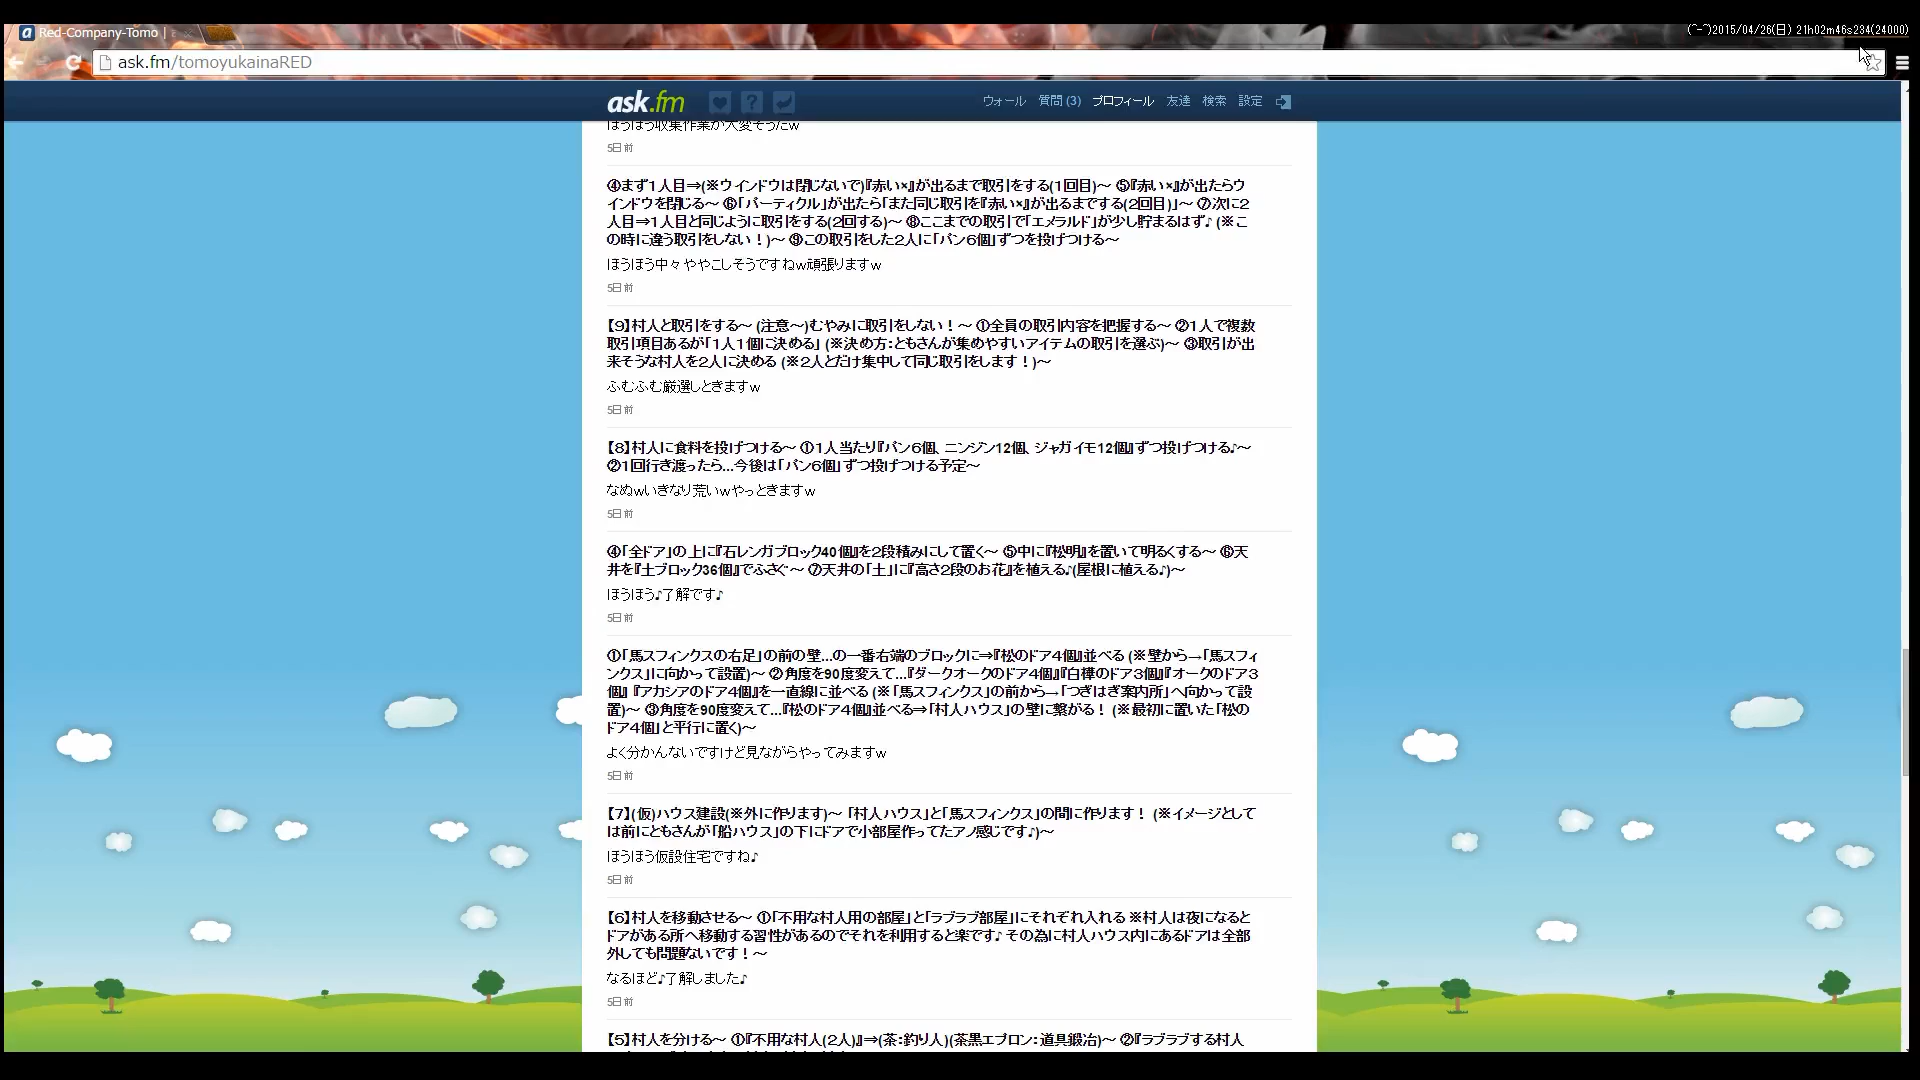 Red-Company-Tomo |
(^-^)2015/04/26(日) 21h02m46s234(24000)
ask.fm/tomoyukainaRED
ask.fm
ウォール 質問 (3) プロフィール 友達 検索 設定
ほうほう収集作業が大変そうだw
5日前
④まず１人目⇒(※ウィンドウは閉じないで)『赤い×』が出るまで取引をする(１回目)～ ⑤『赤い×』が出たらウ
インドウを閉じる～ ⑥「パーティクル」が出たら「また同じ取引を『赤い×』が出るまでする(２回目)」～ ⑦次に２
人目⇒１人目と同じように取引をする(２回する)～ ⑧ここまでの取引で「エメラルド」が少し貯まるはず♪ (※こ
の時に違う取引をしない！)～ ⑨この取引をした２人に「パン６個」ずつを投げつける～
ほうほう中々ややこしそうですねw頑張りますw
5日前
【９】村人と取引をする～ (注意～)むやみに取引をしない！～ ①全員の取引内容を把握する～ ②１人で複数
取引項目あるが「１人１個に決める」 (※決め方：ともさんが集めやすいアイテムの取引を選ぶ)～ ③取引が出
来そうな村人を２人に決める (※２人とだけ集中して同じ取引をします！)～
ふむふむ厳選しときますw
5日前
【８】村人に食料を投げつける～ ①１人当たり『パン６個、ニンジン12個、ジャガイモ12個』ずつ投げつける♪～
②１回行き渡ったら...今後は「パン６個」ずつ投げつける予定～
なぬwいきなり荒いwやっときますw
5日前
④「全ドア」の上に『石レンガブロック40個』を２段積みにして置く～ ⑤中に『松明』を置いて明るくする～ ⑥天
井を『土ブロック36個』でふさぐ～ ⑦天井の「土」に『高さ２段のお花』を植える♪(屋根に植える♪)～
ほうほう♪了解です♪
5日前
①「馬スフィンクスの右足」の前の壁...の一番右端のブロックに⇒『松のドア４個』並べる (※壁から→「馬スフィ
ンクス」に向かって設置)～ ②角度を90度変えて...『ダークオークのドア４個』『白樺のドア３個』『オークのドア３
個』 『アカシアのドア４個』を一直線に並べる (※「馬スフィンクス」の前から→「つぎはぎ案内所」へ向かって設
置)～ ③角度を90度変えて...『松のドア４個』並べる⇒「村人ハウス」の壁に繋がる！ (※最初に置いた「松の
ドア４個」と平行に置く)～
よく分かんないですけど見ながらやってみますw
5日前
【７】(仮)ハウス建設(※外に作ります)～ 「村人ハウス」と「馬スフィンクス」の間に作ります！ (※イメージとして
は前にともさんが「船ハウス」の下にドアで小部屋作ってたアノ感じです♪)～
ほうほう仮設住宅ですね♪
5日前
【６】村人を移動させる～ ①「不用な村人用の部屋」と「ラブラブ部屋」にそれぞれ入れる ※村人は夜になると
ドアがある所へ移動する習性があるのでそれを利用すると楽です♪ その為に村人ハウス内にあるドアは全部
外しても問題ないです！～
なるほど♪了解しました♪
5日前
【５】村人を分ける～ ①『不用な村人(２人)』⇒(茶：釣り人)(茶黒エプロン：道具鍛冶)～ ②『ラブラブする村人